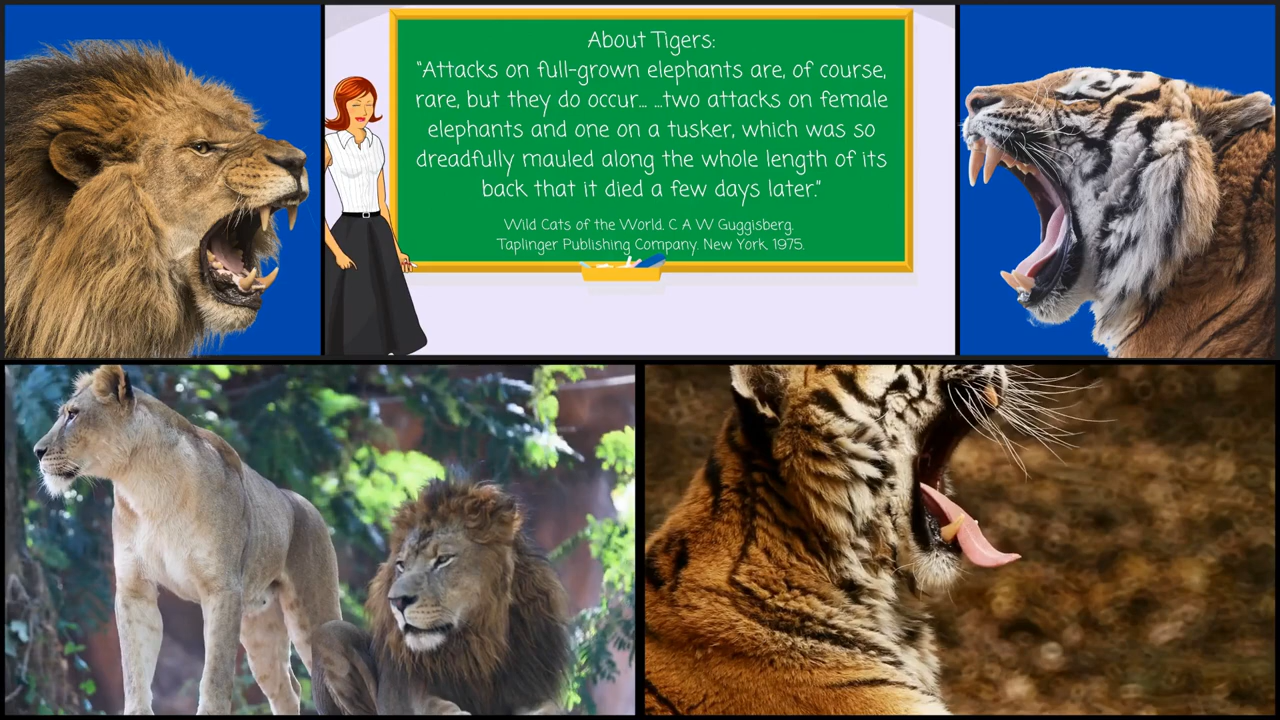 About Tigers:
"Attacks on full-grown elephants are, of course,
rare, but they do occur... ...two attacks on female
elephants and one on a tusker, which was so
dreadfully mauled along the whole length of its
back that it died a few days later."
Wild Cats of the World. C A W Guggisberg.
Taplinger Publishing Company. New York. 1975.